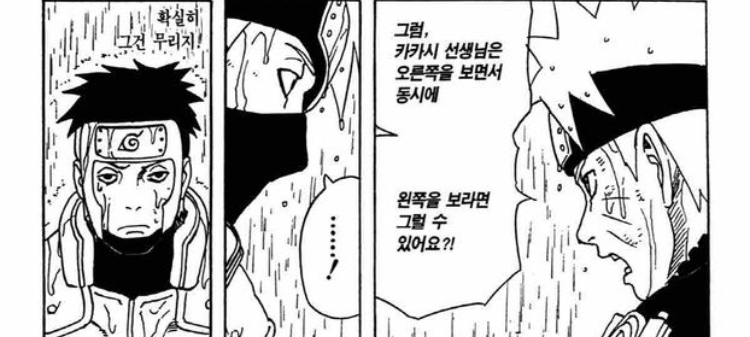 그럼,
카카시 선생님은
오른쪽을 보면서
동시에
왼쪽을 보라면
그럴 수
있어요?!
……!
확실히
그건 무리지